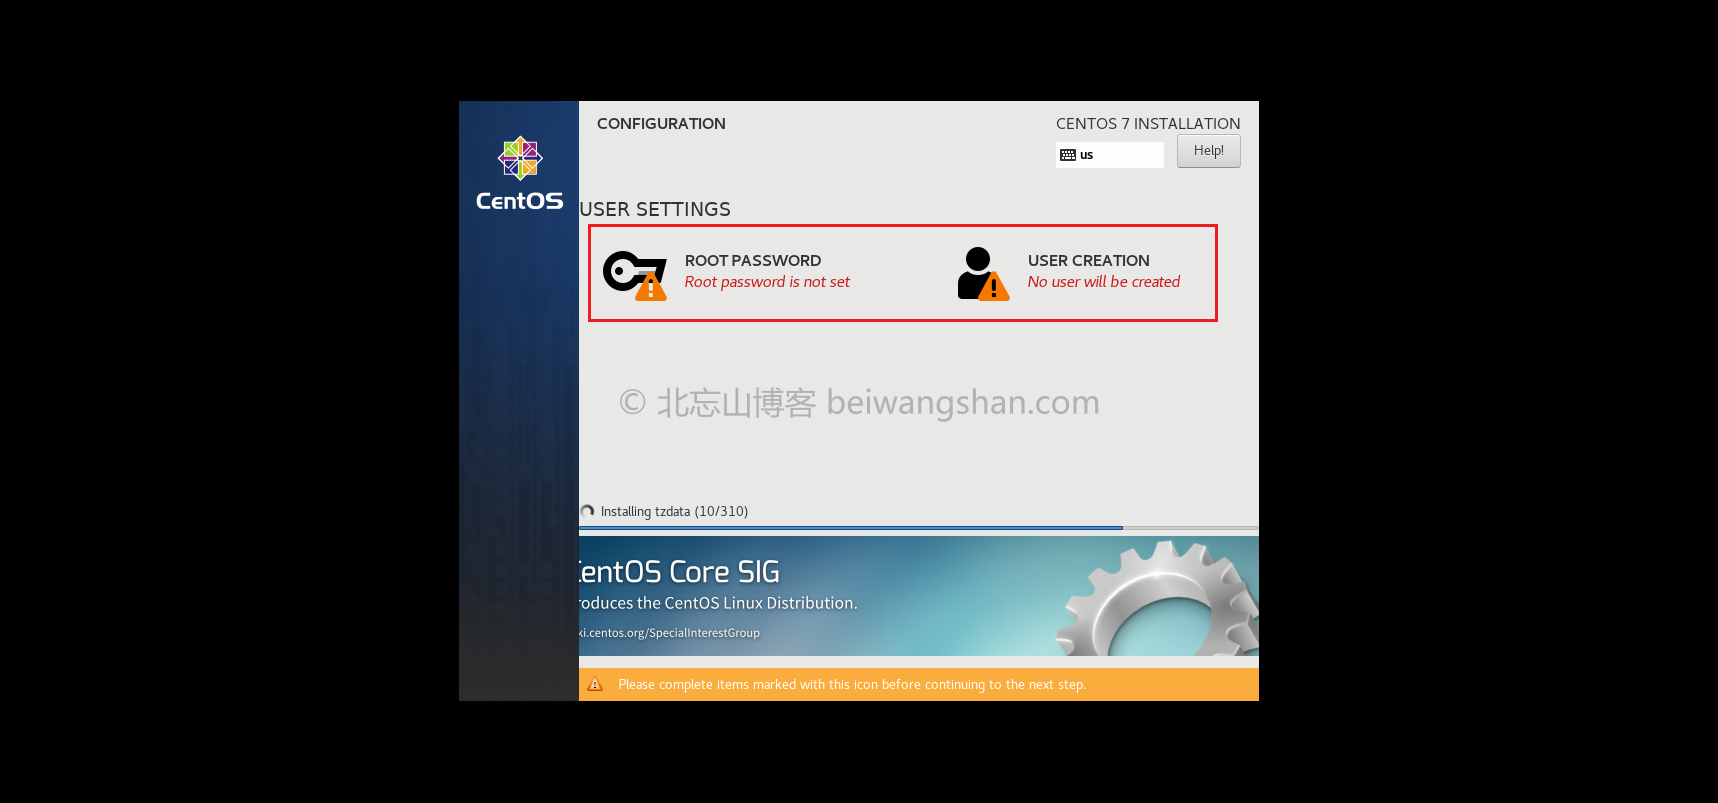 CentOS
CONFIGURATION
CENTOS 7 INSTALLATION
us
Help!
USER SETTINGS
ROOT PASSWORD
Root password is not set
USER CREATION
No user will be created
© 北忘山博客 beiwangshan.com
Installing tzdata (10/310)
CentOS Core SIG
roduces the CentOS Linux Distribution.
ki.centos.org/SpecialInterestGroup
Please complete items marked with this icon before continuing to the next step.